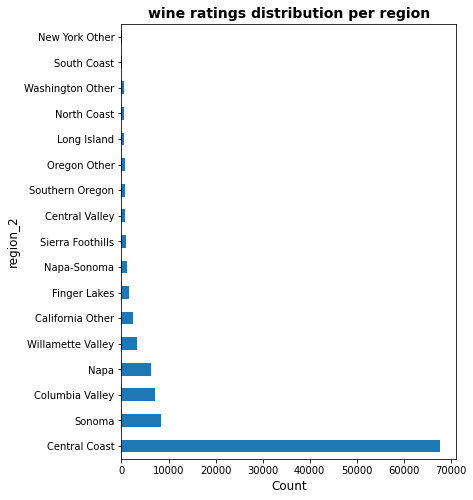 wine ratings distribution per region
New York Other
South Coast
Washington Other
North Coast
Long Island
Oregon Other
Southern Oregon
Central Valley
Sierra Foothills
Napa-Sonoma
Finger Lakes
California Other
Willamette Valley
Napa
Columbia Valley
Sonoma
Central Coast
region_2
0 10000 20000 30000 40000 50000 60000 70000
Count